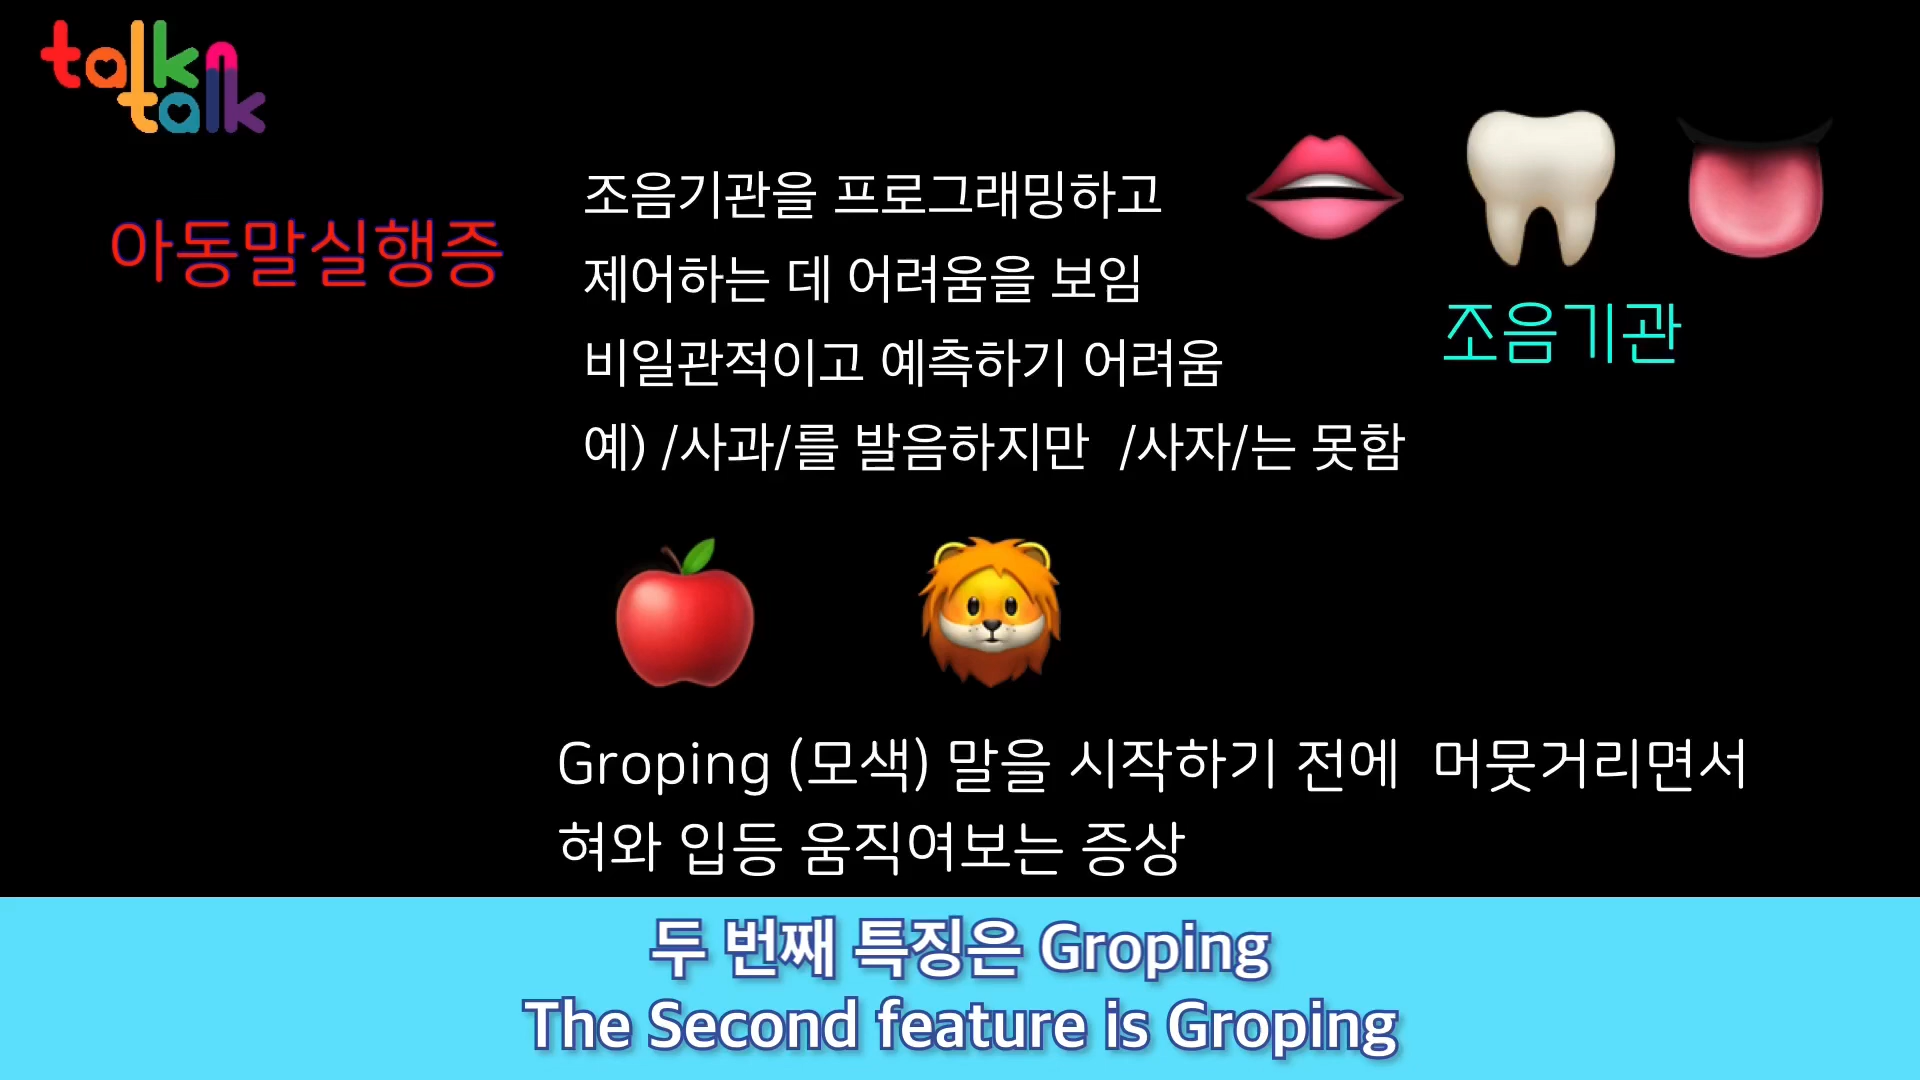 talk n
talk
아동말실행증
조음기관을 프로그래밍하고
제어하는 데 어려움을 보임
비일관적이고 예측하기 어려움
예) /사과/를 발음하지만 /사자/는 못함
조음기관
Groping (모색) 말을 시작하기 전에 머뭇거리면서
혀와 입등 움직여보는 증상
두 번째 특징은 Groping
The Second feature is Groping